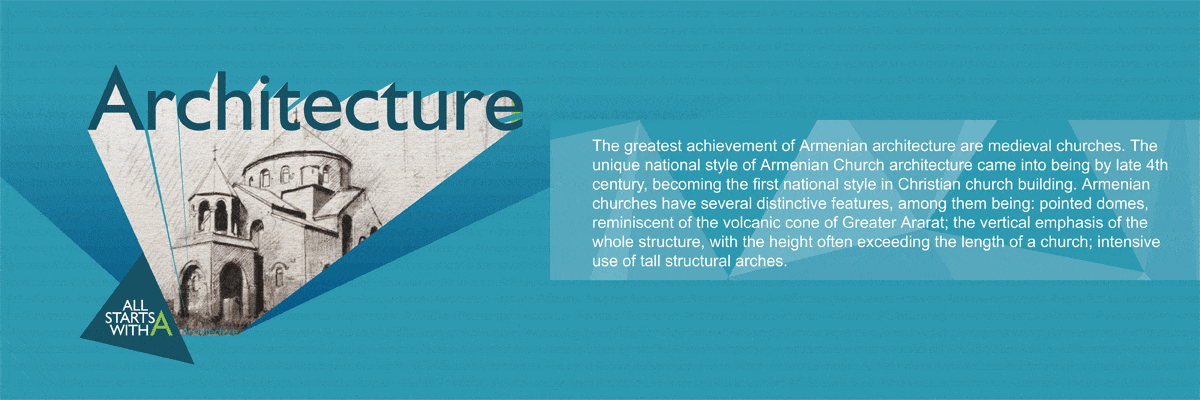 Architecture
The greatest achievement of Armenian architecture are medieval churches. The
unique national style of Armenian Church architecture came into being by late 4th
century, becoming the first national style in Christian church building. Armenian
churches have several distinctive features, among them being: pointed domes,
reminiscent of the volcanic cone of Greater Ararat; the vertical emphasis of the
whole structure, with the height often exceeding the length of a church; intensive
use of tall structural arches.
ALL
STARTS
WITH A